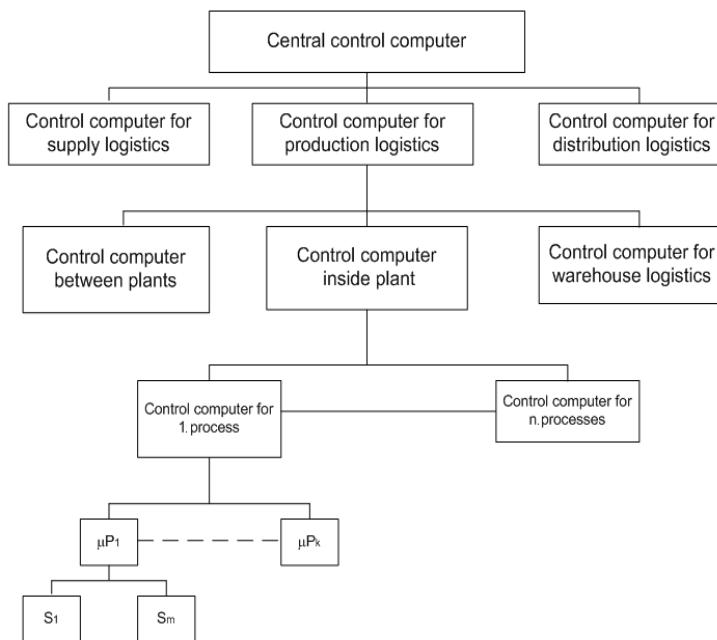 Central control computer
Control computer for
supply logistics
Control computer for
production logistics
Control computer for
distribution logistics
Control computer
between plants
Control computer
inside plant
Control computer for
warehouse logistics
Control computer for
1. process
Control computer for
n. processes
μP1
μPk
S1
Sm